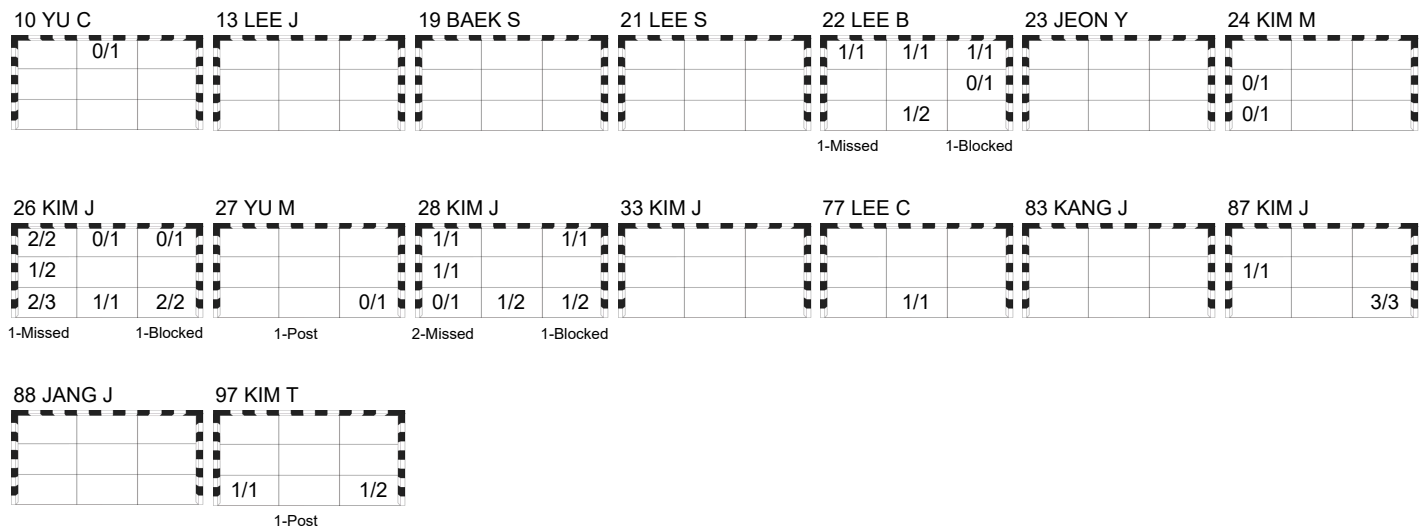 10 YU C 13 LEE J 19 BAEK S 21 LEE S 22 LEE B 23 JEON Y 24 KIM M
0/1 1/1 1/1 1/1
0/1 0/1
1/2 0/1
1-Missed 1-Blocked
26 KIM J 27 YU M 28 KIM J 33 KIM J 77 LEE C 83 KANG J 87 KIM J
2/2 0/1 0/1 1/1 1/1
1/2 1/1 1/1
2/3 1/1 2/2 0/1 0/1 1/2 1/2 1/1 3/3
1-Missed 1-Blocked 1-Post 2-Missed 1-Blocked
88 JANG J 97 KIM T
1/1 1/2
1-Post